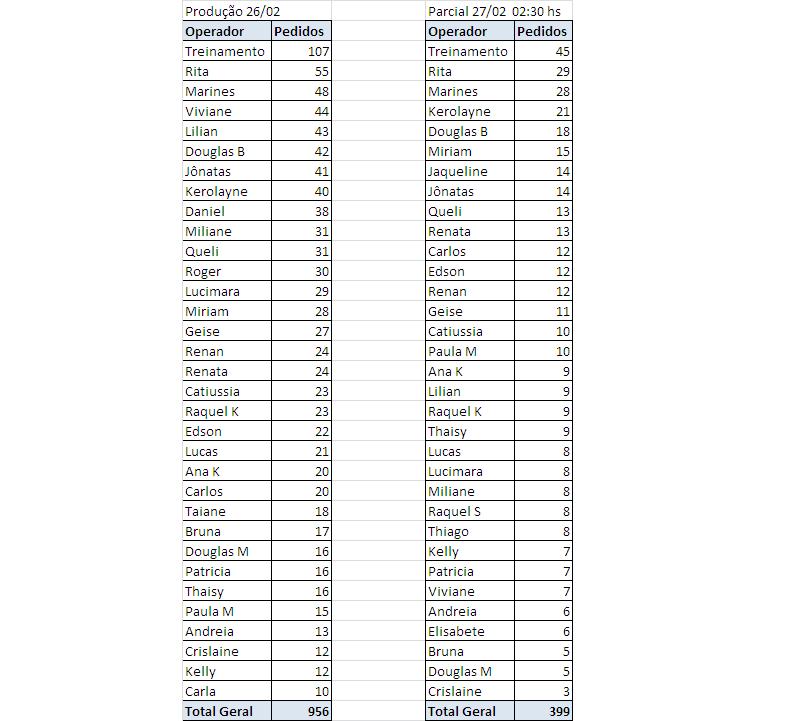 Produção 26/02
Operador Pedidos
Treinamento 107
Rita 55
Marines 48
Viviane 44
Lilian 43
Douglas B 42
Jônatas 41
Kerolayne 40
Daniel 38
Miliane 31
Queli 31
Roger 30
Lucimara 29
Miriam 28
Geise 27
Renan 24
Renata 24
Catiussia 23
Raquel K 23
Edson 22
Lucas 21
Ana K 20
Carlos 20
Taiane 18
Bruna 17
Douglas M 16
Patricia 16
Thaisy 16
Paula M 15
Andreia 13
Crislaine 12
Kelly 12
Carla 10
Total Geral 956
Parcial 27/02 02:30 hs
Operador Pedidos
Treinamento 45
Rita 29
Marines 28
Kerolayne 21
Douglas B 18
Miriam 15
Jaqueline 14
Jônatas 14
Queli 13
Renata 13
Carlos 12
Edson 12
Renan 12
Geise 11
Catiussia 10
Paula M 10
Ana K 9
Lilian 9
Raquel K 9
Thaisy 9
Lucas 8
Lucimara 8
Miliane 8
Raquel S 8
Thiago 8
Kelly 7
Patricia 7
Viviane 7
Andreia 6
Elisabete 6
Bruna 5
Douglas M 5
Crislaine 3
Total Geral 399